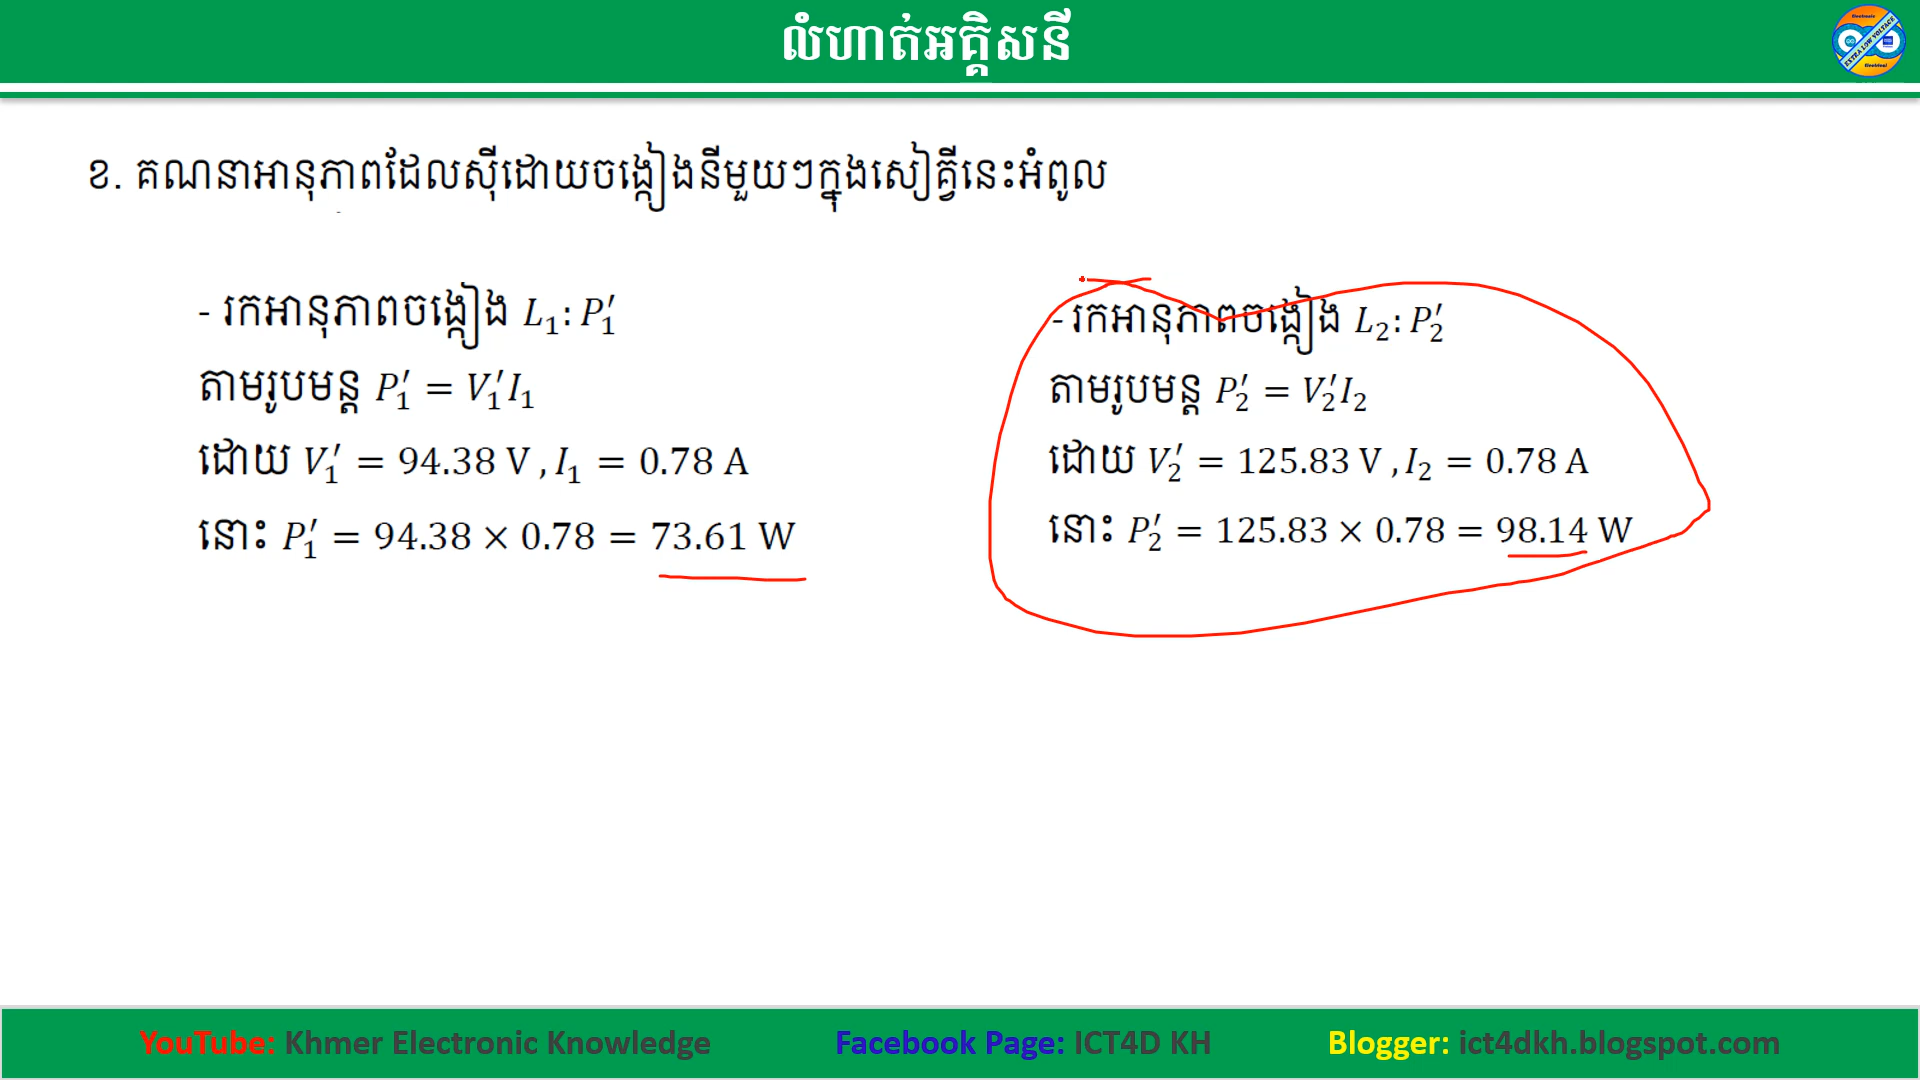 លំហាត់អគ្គិសនី
ខ. គណនាអានុភាពដែលស៊ីដោយចង្កៀងនីមួយៗក្នុងសៀគ្វីនេះអំពូល
- រកអានុភាពចង្កៀង L₁: P₁′
តាមរូបមន្ត P₁′ = V₁′I₁
ដោយ V₁′ = 94.38 V , I₁ = 0.78 A
នោះ P₁′ = 94.38 × 0.78 = 73.61 W
- រកអានុភាពចង្កៀង L₂: P₂′
តាមរូបមន្ត P₂′ = V₂′I₂
ដោយ V₂′ = 125.83 V , I₂ = 0.78 A
នោះ P₂′ = 125.83 × 0.78 = 98.14 W
YouTube: Khmer Electronic Knowledge
Facebook Page: ICT4D KH
Blogger: ict4dkh.blogspot.com
Electronic
EXTRA LOW VOLTAGE
Electrical